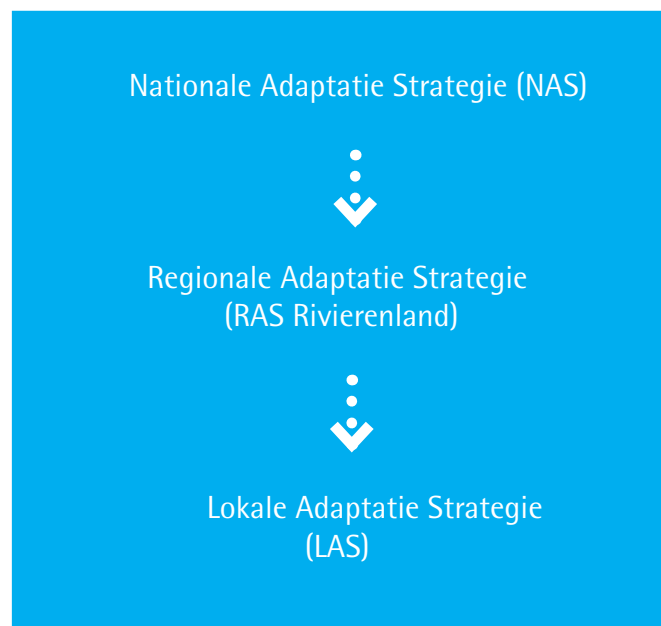 Nationale Adaptatie Strategie (NAS)
Regionale Adaptatie Strategie
(RAS Rivierenland)
Lokale Adaptatie Strategie
(LAS)